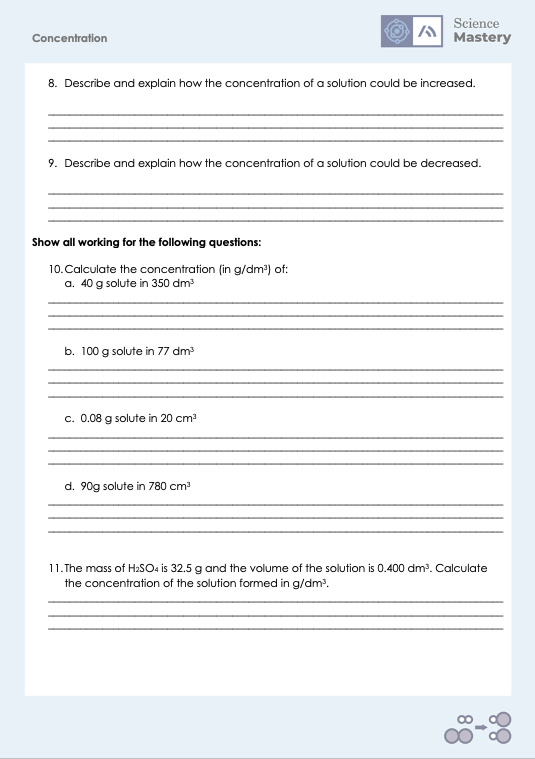 Concentration
Science
Mastery
8. Describe and explain how the concentration of a solution could be increased.
9. Describe and explain how the concentration of a solution could be decreased.
Show all working for the following questions:
10. Calculate the concentration (in g/dm³) of:
a. 40 g solute in 350 dm³
b. 100 g solute in 77 dm³
c. 0.08 g solute in 20 cm³
d. 90g solute in 780 cm³
11. The mass of H₂SO₄ is 32.5 g and the volume of the solution is 0.400 dm³. Calculate
the concentration of the solution formed in g/dm³.